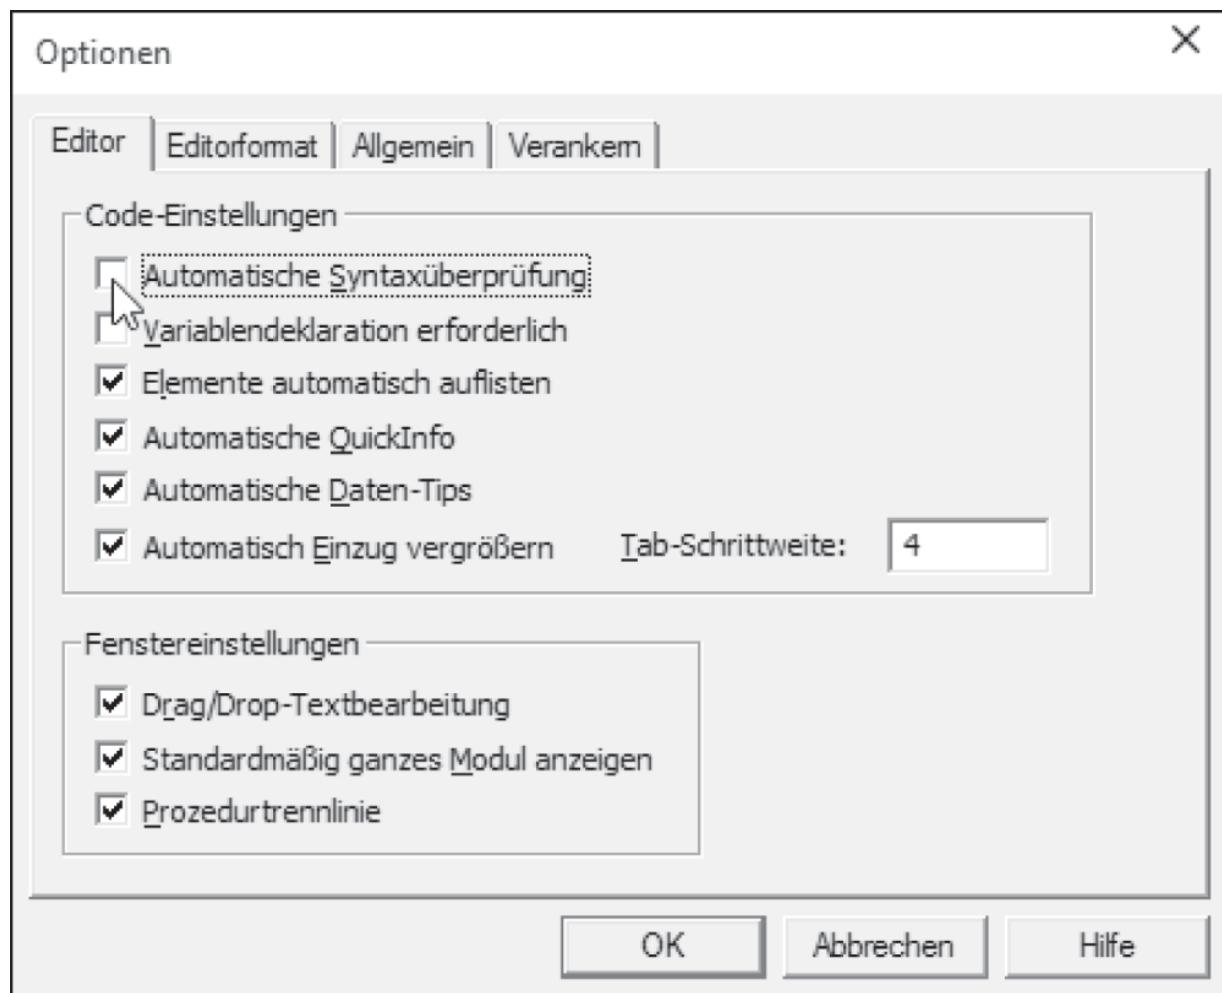 Optionen
Editor Editorformat Allgemein Verankern
Code-Einstellungen
Automatische Syntaxüberprüfung
Variablendeklaration erforderlich
Elemente automatisch auflisten
Automatische QuickInfo
Automatische Daten-Tips
Automatisch Einzug vergrößern Tab-Schrittweite: 4
Fenstereinstellungen
Drag/Drop-Textbearbeitung
Standardmäßig ganzes Modul anzeigen
Prozedurtrennlinie
OK Abbrechen Hilfe